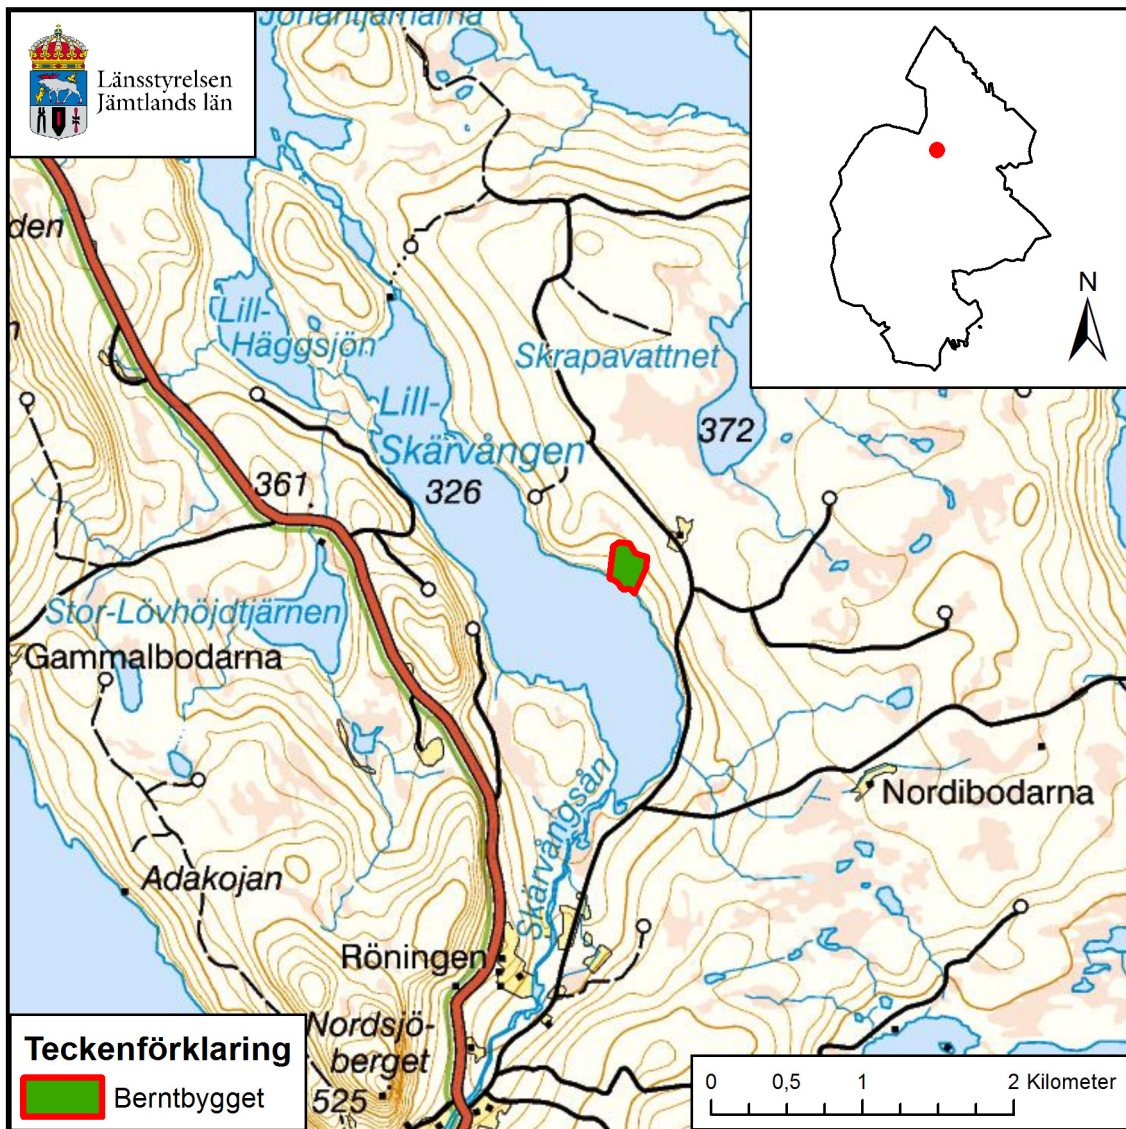 Johantjärnarna
Länsstyrelsen
Jämtlands län
N
den
Lill-
Häggsjön
Skrapavattnet
Lill-
Skärvången
372
326
361
Stor-Lövhöjdtjärnen
Gammalbodarna
Nordibodarna
Skärvångsån
Adakojan
Röningen
Nordsjö-
berget
525
Teckenförklaring
Berntbygget
0 0,5 1 2 Kilometer